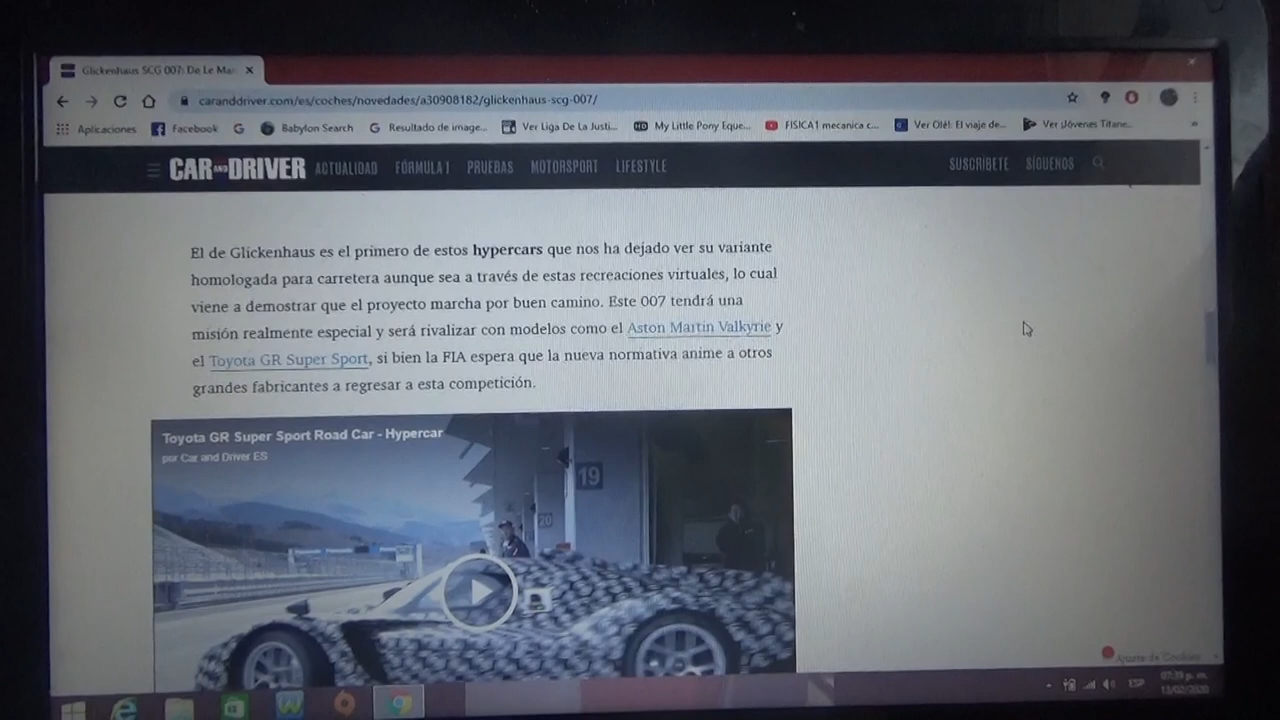 Glickenhaus SCG 007: De Le Ma
caranddriver.com/es/coches/novedades/a30908182/glickenhaus-scg-007/
Aplicaciones Facebook Babylon Search Resultado de image... Ver Liga De La Justi... My Little Pony Eque... FISICA1 mecanica c... Ver Olé!: El viaje de... Ver Jóvenes Titane...
CAR AND DRIVER ACTUALIDAD FÓRMULA 1 PRUEBAS MOTORSPORT LIFESTYLE SUSCRÍBETE SÍGUENOS
El de Glickenhaus es el primero de estos hypercars que nos ha dejado ver su variante
homologada para carretera aunque sea a través de estas recreaciones virtuales, lo cual
viene a demostrar que el proyecto marcha por buen camino. Este 007 tendrá una
misión realmente especial y será rivalizar con modelos como el Aston Martin Valkyrie y
el Toyota GR Super Sport, si bien la FIA espera que la nueva normativa anime a otros
grandes fabricantes a regresar a esta competición.
Toyota GR Super Sport Road Car - Hypercar
por Car and Driver ES
19
20
Ajuste de Cookies
ESP
07:39 p. m.
13/02/2020